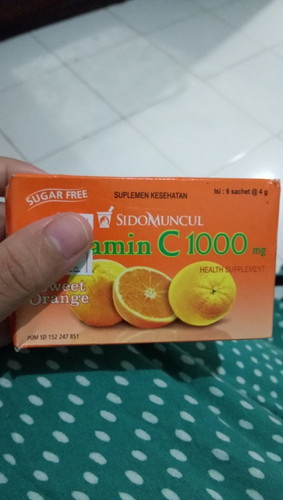 SUGAR FREE
SUPLEMEN KESEHATAN
Isi : 6 sachet @ 4 g
SIDOMUNCUL
amin C 1000 mg
HEALTH SUPPLEMENT
Sweet
Orange
POM SD 152 247 851